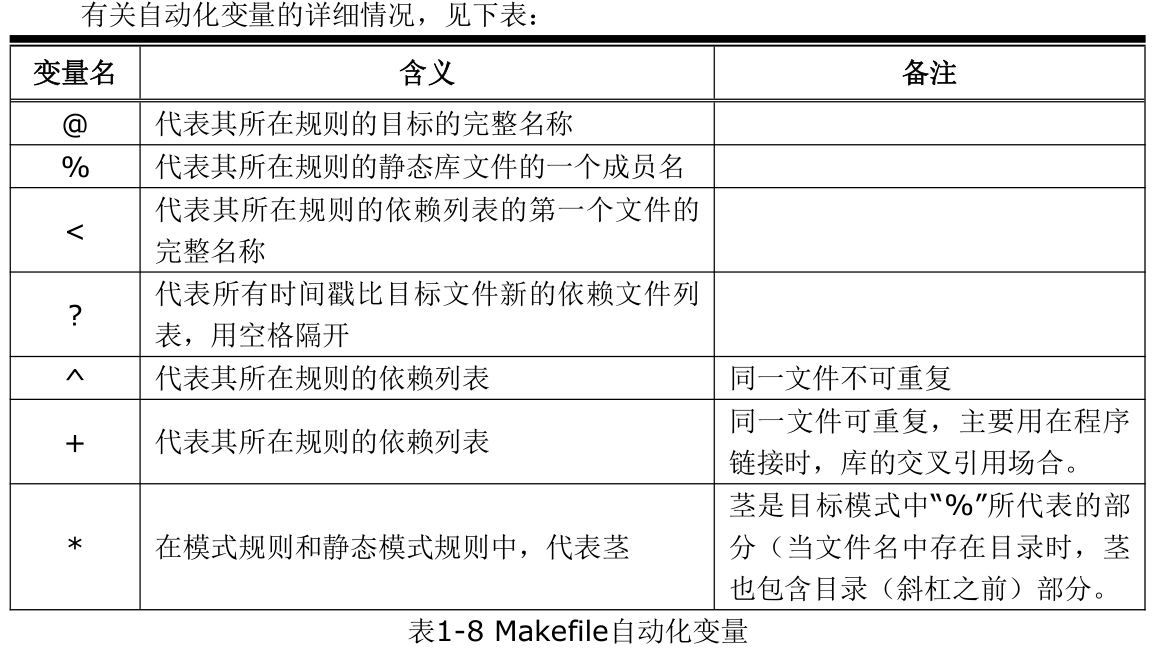 有关自动化变量的详细情况，见下表：
变量名 含义 备注
@ 代表其所在规则的目标的完整名称
% 代表其所在规则的静态库文件的一个成员名
< 代表其所在规则的依赖列表的第一个文件的
完整名称
? 代表所有时间戳比目标文件新的依赖文件列
表，用空格隔开
^ 代表其所在规则的依赖列表 同一文件不可重复
+ 代表其所在规则的依赖列表 同一文件可重复，主要用在程序
链接时，库的交叉引用场合。
* 在模式规则和静态模式规则中，代表茎 茎是目标模式中“%”所代表的部
分（当文件名中存在目录时，茎
也包含目录（斜杠之前）部分。
表1-8 Makefile自动化变量